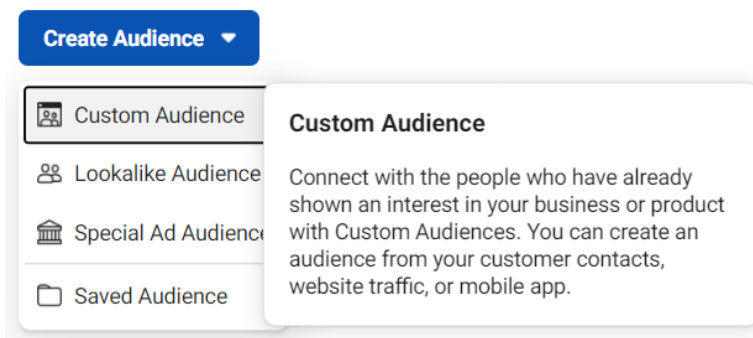 Create Audience
Custom Audience
Lookalike Audience
Special Ad Audience
Saved Audience
Custom Audience
Connect with the people who have already
shown an interest in your business or product
with Custom Audiences. You can create an
audience from your customer contacts,
website traffic, or mobile app.